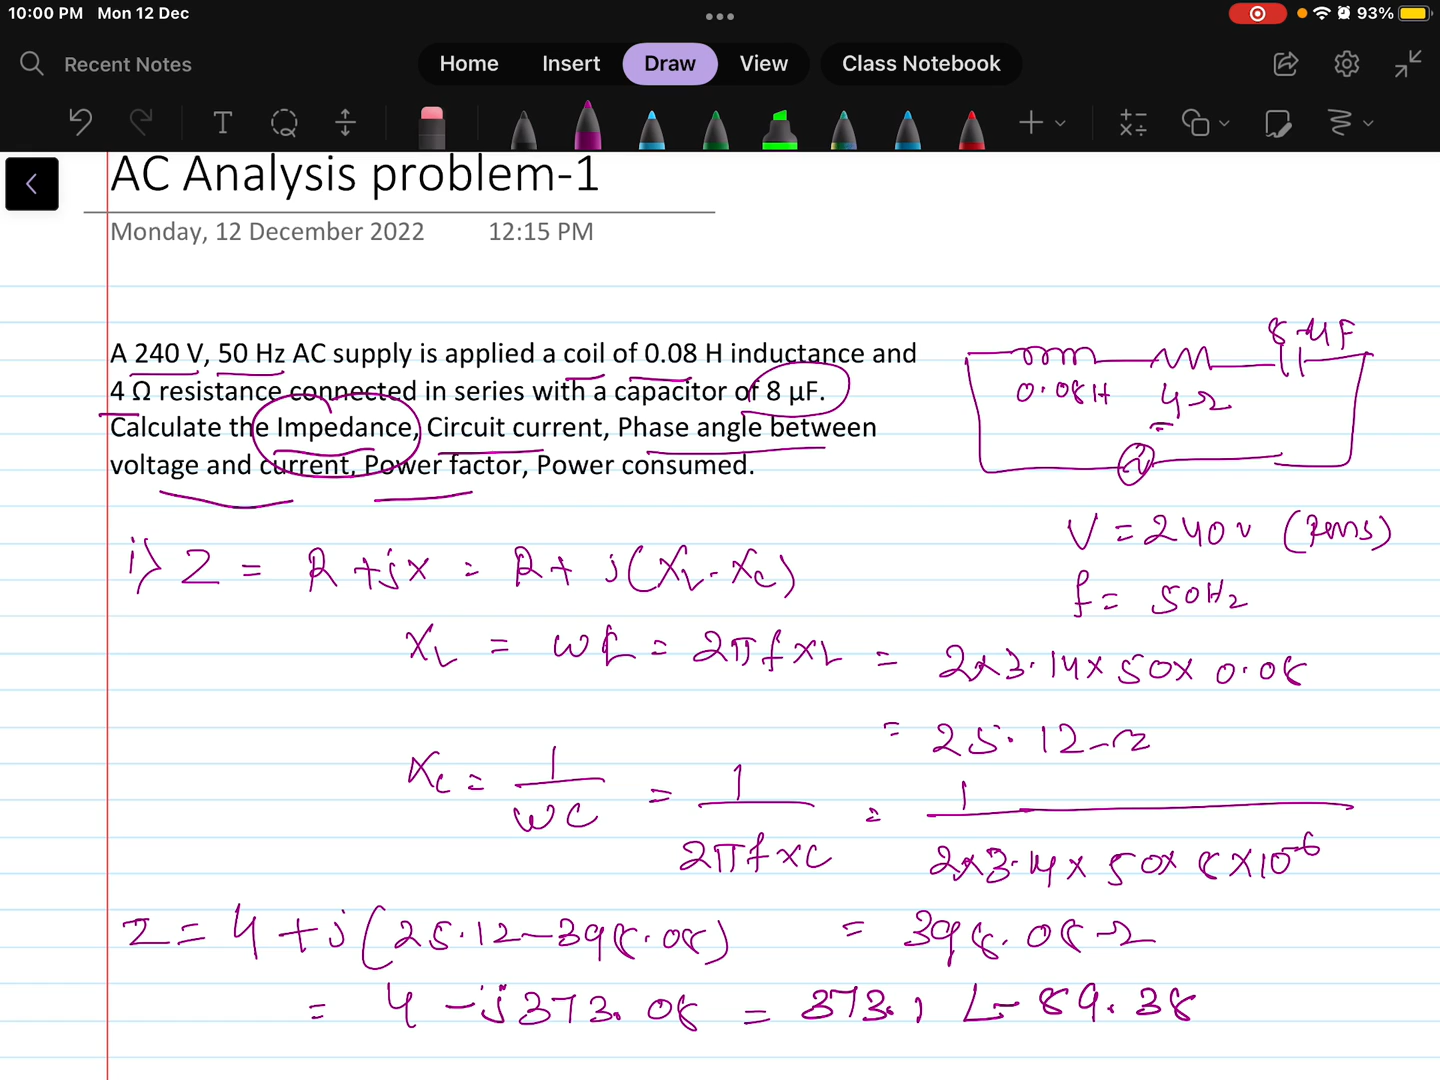 10:00 PM Mon 12 Dec
93%
Recent Notes
Home Insert Draw View Class Notebook
AC Analysis problem-1
Monday, 12 December 2022 12:15 PM
A 240 V, 50 Hz AC supply is applied a coil of 0.08 H inductance and
4 Ω resistance connected in series with a capacitor of 8 μF.
Calculate the Impedance, Circuit current, Phase angle between
voltage and current, Power factor, Power consumed.
8 μF
0.08H 4Ω
V = 240 v (rms)
f = 50Hz
i) Z = R + jX = R + j(XL - XC)
XL = ωL = 2πf×L = 2×3.14×50×0.08
= 25.12 Ω
XC = 1/ωC = 1/2πf×C = 1/2×3.14×50×8×10^-6
= 398.08 Ω
Z = 4 + j(25.12 - 398.08)
= 4 - j373.08 = 373.1 ∠-89.38